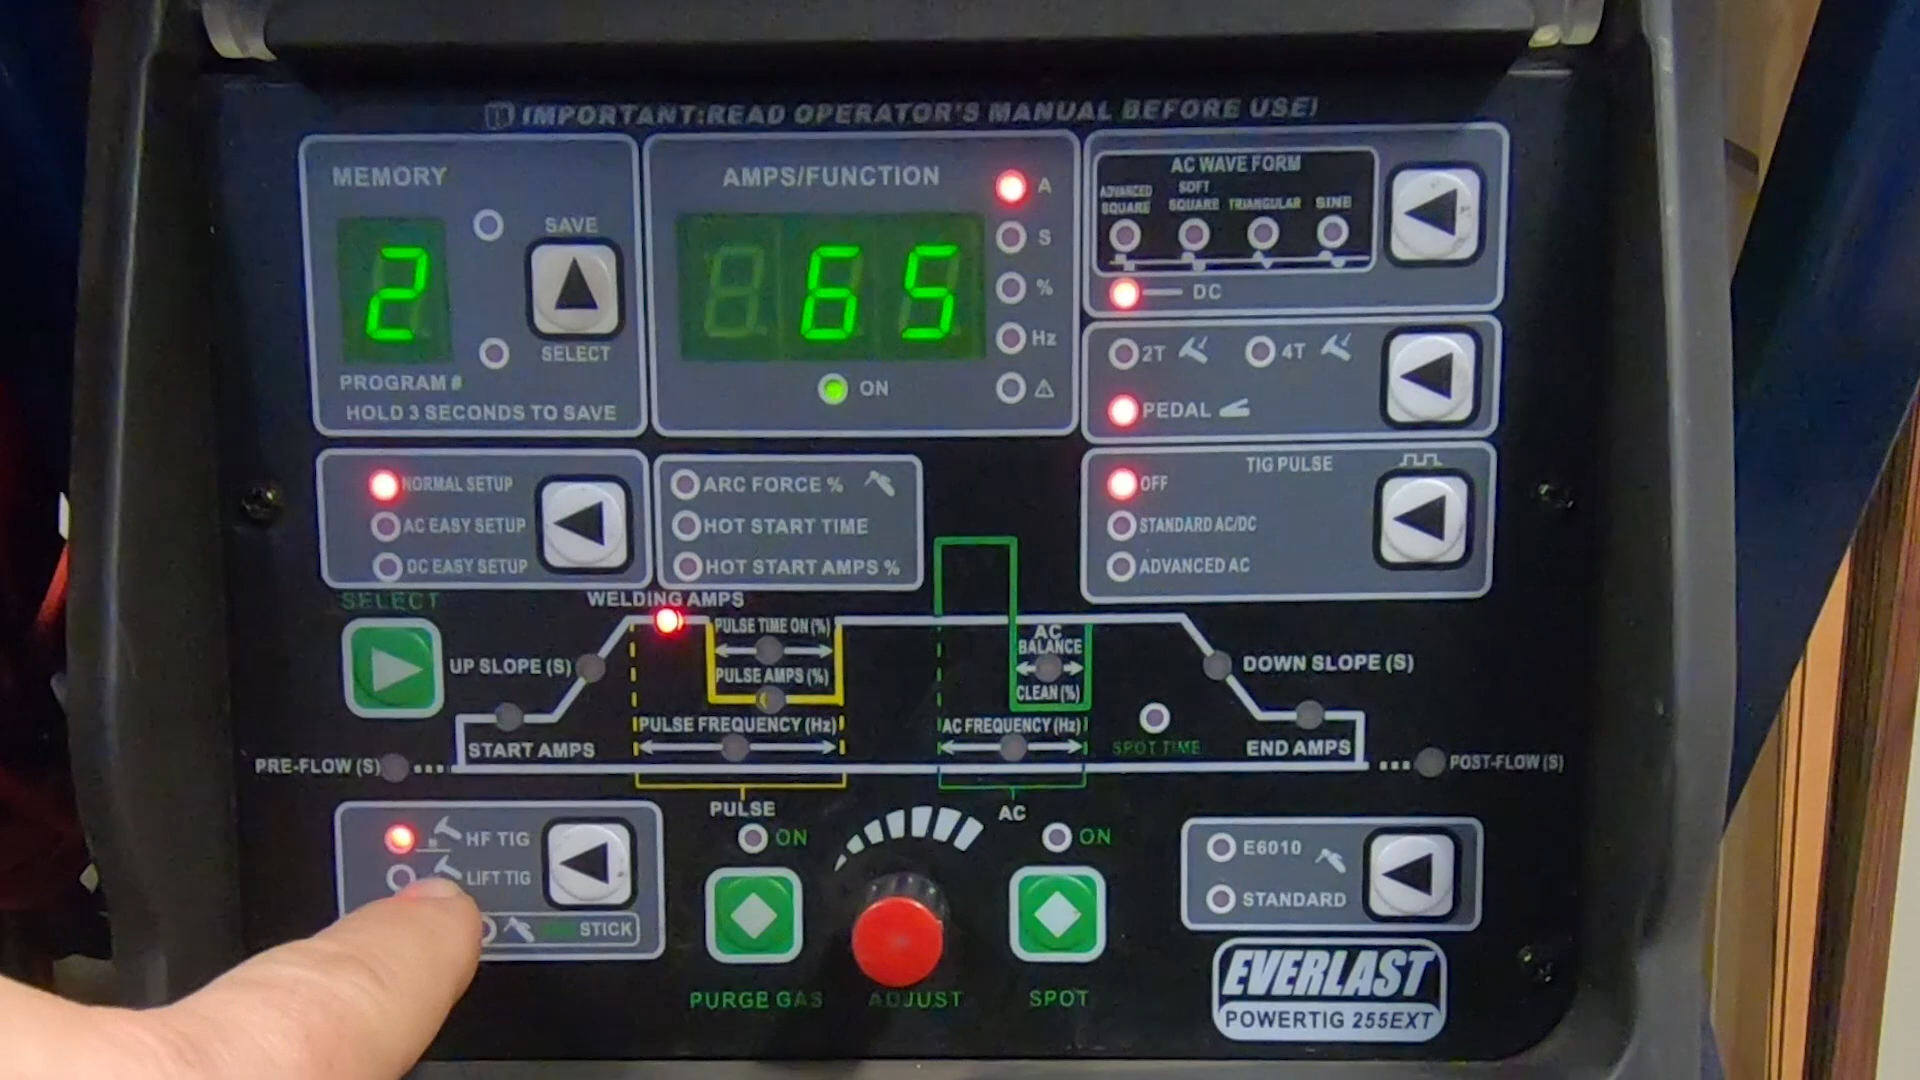 IMPORTANT:READ OPERATOR'S MANUAL BEFORE USE!
MEMORY
2
SAVE
SELECT
PROGRAM #
HOLD 3 SECONDS TO SAVE
AMPS/FUNCTION
65
ON
A
S
%
Hz
AC WAVE FORM
ADVANCED SQUARE
SOFT SQUARE
TRIANGULAR
SINE
DC
2T
4T
PEDAL
NORMAL SETUP
AC EASY SETUP
DC EASY SETUP
ARC FORCE %
HOT START TIME
HOT START AMPS %
TIG PULSE
OFF
STANDARD AC/DC
ADVANCED AC
SELECT
WELDING AMPS
PULSE TIME ON (%)
PULSE AMPS (%)
PULSE FREQUENCY (Hz)
UP SLOPE (S)
START AMPS
PRE-FLOW (S)
AC BALANCE
CLEAN (%)
AC FREQUENCY (Hz)
SPOT TIME
DOWN SLOPE (S)
END AMPS
POST-FLOW (S)
PULSE
AC
HF TIG
LIFT TIG
STICK
ON
PURGE GAS
ADJUST
ON
SPOT
E6010
STANDARD
EVERLAST
POWERTIG 255EXT